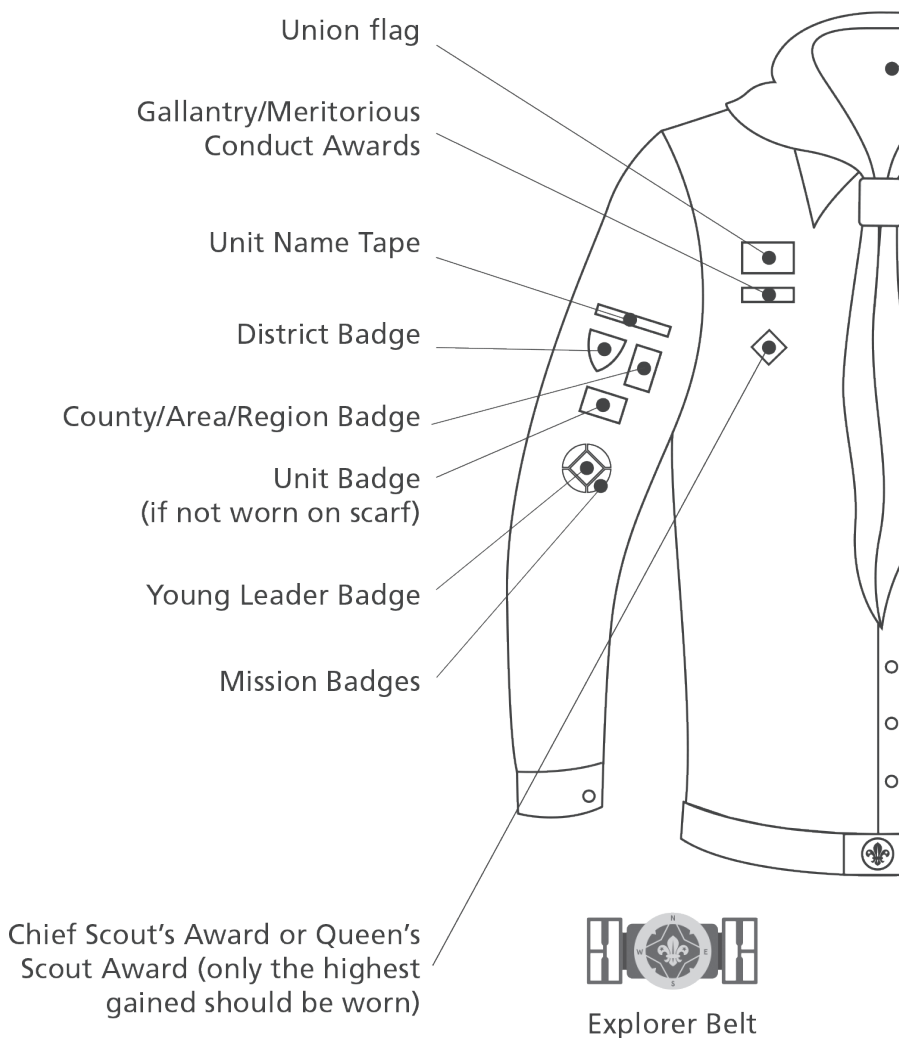 Union flag
Gallantry/Meritorious
Conduct Awards
Unit Name Tape
District Badge
County/Area/Region Badge
Unit Badge
(if not worn on scarf)
Young Leader Badge
Mission Badges
Chief Scout’s Award or Queen’s
Scout Award (only the highest
gained should be worn)
N
W E
S
Explorer Belt